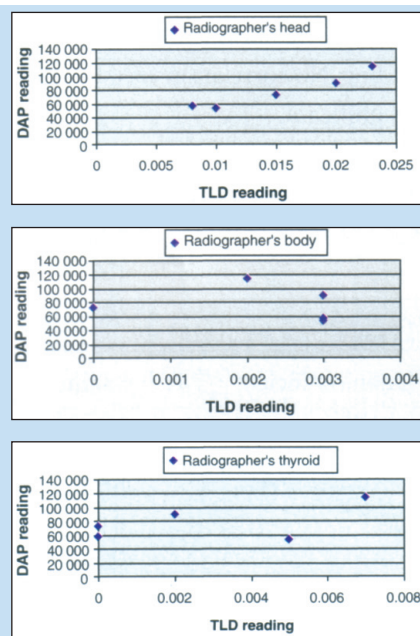 Radiographer's head
DAP reading
140 000
120 000
100 000
80 000
60 000
40 000
20 000
0
0 0.005 0.01 0.015 0.02 0.025
TLD reading
Radiographer's body
DAP reading
140 000
120 000
100 000
80 000
60 000
40 000
20 000
0
0 0.001 0.002 0.003 0.004
TLD reading
Radiographer's thyroid
DAP reading
140 000
120 000
100 000
80 000
60 000
40 000
20 000
0
0 0.002 0.004 0.006 0.008
TLD reading